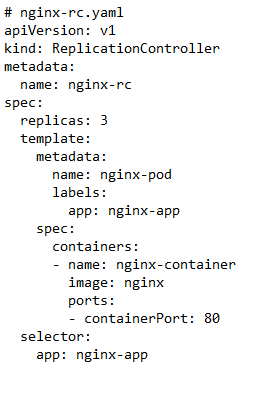 # nginx-rc.yaml
apiVersion: v1
kind: ReplicationController
metadata:
  name: nginx-rc
spec:
  replicas: 3
  template:
    metadata:
      name: nginx-pod
      labels:
        app: nginx-app
    spec:
      containers:
      - name: nginx-container
        image: nginx
        ports:
        - containerPort: 80
  selector:
    app: nginx-app